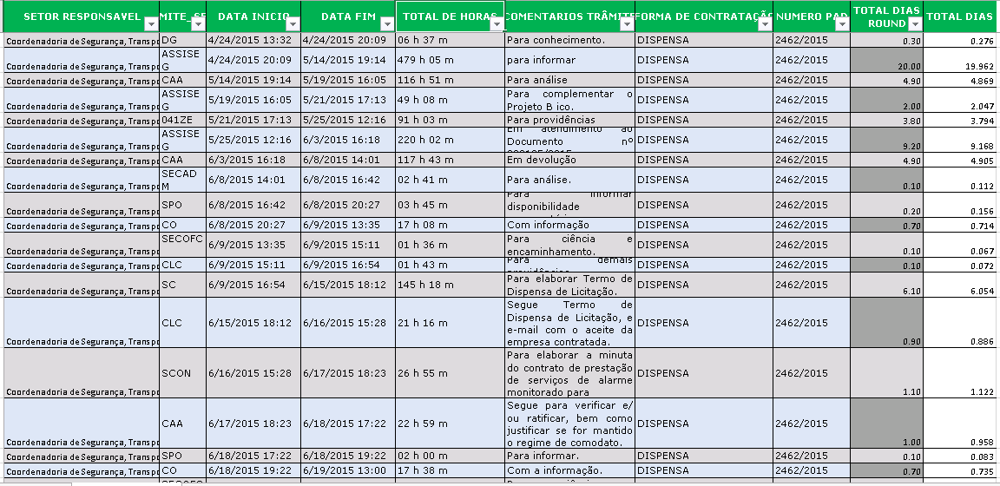 SETOR RESPONSAVEL MITE_SE DATA INICIO DATA FIM TOTAL DE HORAS COMENTARIOS TRÂMITE FORMA DE CONTRATAÇÃO NUMERO PAD TOTAL DIAS ROUND TOTAL DIAS
Coordenadoria de Segurança, Transpo DG 4/24/2015 13:32 4/24/2015 20:09 06 h 37 m Para conhecimento. DISPENSA 2462/2015 0.30 0.276
Coordenadoria de Segurança, Transpo ASSISEG 4/24/2015 20:09 5/14/2015 19:14 479 h 05 m para informar DISPENSA 2462/2015 20.00 19.962
Coordenadoria de Segurança, Transpo CAA 5/14/2015 19:14 5/19/2015 16:05 116 h 51 m Para análise DISPENSA 2462/2015 4.90 4.869
Coordenadoria de Segurança, Transpo ASSISEG 5/19/2015 16:05 5/21/2015 17:13 49 h 08 m Para complementar o Projeto B ico. DISPENSA 2462/2015 2.00 2.047
Coordenadoria de Segurança, Transpo 041ZE 5/21/2015 17:13 5/25/2015 12:16 91 h 03 m Para providências DISPENSA 2462/2015 3.80 3.794
Coordenadoria de Segurança, Transpo ASSISEG 5/25/2015 12:16 6/3/2015 16:18 220 h 02 m Em atendimento ao Documento nº DISPENSA 2462/2015 9.20 9.168
Coordenadoria de Segurança, Transpo CAA 6/3/2015 16:18 6/8/2015 14:01 117 h 43 m Em devolução DISPENSA 2462/2015 4.90 4.905
Coordenadoria de Segurança, Transpo SECADM 6/8/2015 14:01 6/8/2015 16:42 02 h 41 m Para análise. DISPENSA 2462/2015 0.10 0.112
Coordenadoria de Segurança, Transpo SPO 6/8/2015 16:42 6/8/2015 20:27 03 h 45 m Para informar disponibilidade DISPENSA 2462/2015 0.20 0.156
Coordenadoria de Segurança, Transpo CO 6/8/2015 20:27 6/9/2015 13:35 17 h 08 m Com informação DISPENSA 2462/2015 0.70 0.714
Coordenadoria de Segurança, Transpo SECOFC 6/9/2015 13:35 6/9/2015 15:11 01 h 36 m Para ciência e encaminhamento. DISPENSA 2462/2015 0.10 0.067
Coordenadoria de Segurança, Transpo CLC 6/9/2015 15:11 6/9/2015 16:54 01 h 43 m Para demais DISPENSA 2462/2015 0.10 0.072
Coordenadoria de Segurança, Transpo SC 6/9/2015 16:54 6/15/2015 18:12 145 h 18 m Para elaborar Termo de Dispensa de Licitação. DISPENSA 2462/2015 6.10 6.054
Coordenadoria de Segurança, Transpo CLC 6/15/2015 18:12 6/16/2015 15:28 21 h 16 m Segue Termo de Dispensa de Licitação, e e-mail com o aceite da empresa contratada. DISPENSA 2462/2015 0.90 0.886
Coordenadoria de Segurança, Transpo SCON 6/16/2015 15:28 6/17/2015 18:23 26 h 55 m Para elaborar a minuta do contrato de prestação de serviços de alarme monitorado para DISPENSA 2462/2015 1.10 1.122
Coordenadoria de Segurança, Transpo CAA 6/17/2015 18:23 6/18/2015 17:22 22 h 59 m Segue para verificar e/ou ratificar, bem como justificar se for mantido o regime de comodato. DISPENSA 2462/2015 1.00 0.958
Coordenadoria de Segurança, Transpo SPO 6/18/2015 17:22 6/18/2015 19:22 02 h 00 m Para informar. DISPENSA 2462/2015 0.10 0.083
Coordenadoria de Segurança, Transpo CO 6/18/2015 19:22 6/19/2015 13:00 17 h 38 m Com a informação. DISPENSA 2462/2015 0.70 0.735